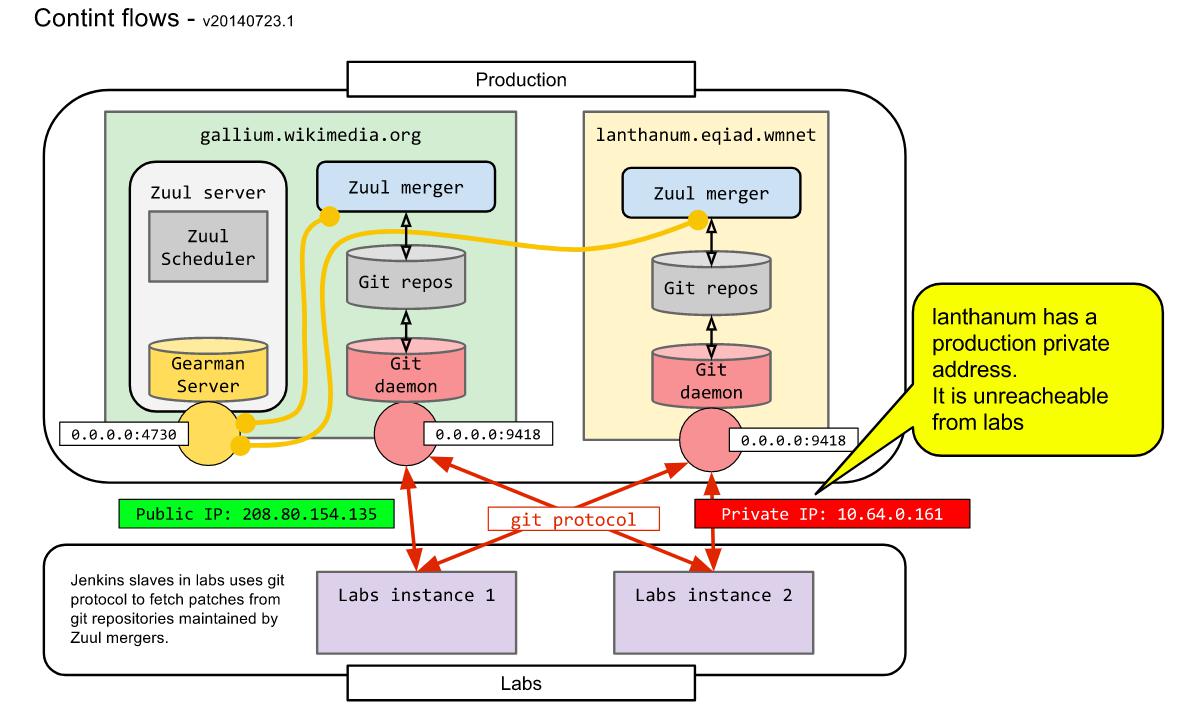 Contint flows - v20140723.1
Production
gallium.wikimedia.org
lanthanum.eqiad.wmnet
Zuul server
Zuul
Scheduler
Gearman
Server
Zuul merger
Git repos
Git
daemon
Zuul merger
Git repos
Git
daemon
0.0.0.0:4730
0.0.0.0:9418
0.0.0.0:9418
lanthanum has a
production private
address.
It is unreacheable
from labs
Public IP: 208.80.154.135
git protocol
Private IP: 10.64.0.161
Jenkins slaves in labs uses git
protocol to fetch patches from
git repositories maintained by
Zuul mergers.
Labs instance 1
Labs instance 2
Labs